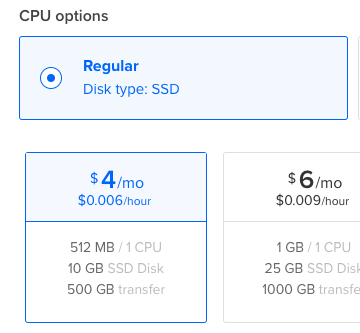 CPU options
Regular
Disk type: SSD
$4/mo
$0.006/hour
512 MB / 1 CPU
10 GB SSD Disk
500 GB transfer
$6/mo
$0.009/hour
1 GB / 1 CPU
25 GB SSD Disk
1000 GB transfe